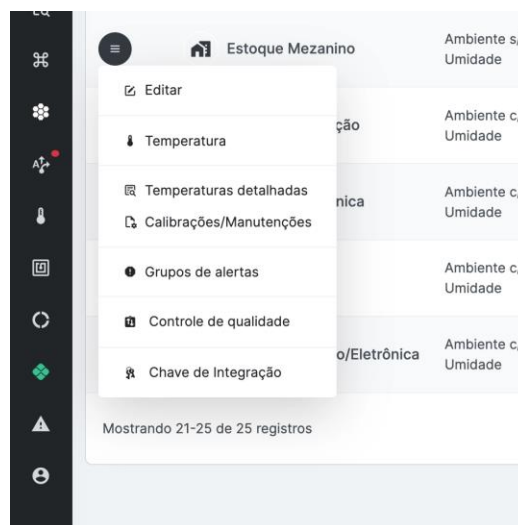 Estoque Mezanino
Ambiente s/
Umidade
Editar
Temperatura
ção
Ambiente c/
Umidade
Temperaturas detalhadas
nica
Ambiente c/
Umidade
Calibrações/Manutenções
Grupos de alertas
Ambiente c/
Umidade
Controle de qualidade
o/Eletrônica
Ambiente c/
Umidade
Chave de Integração
Mostrando 21-25 de 25 registros